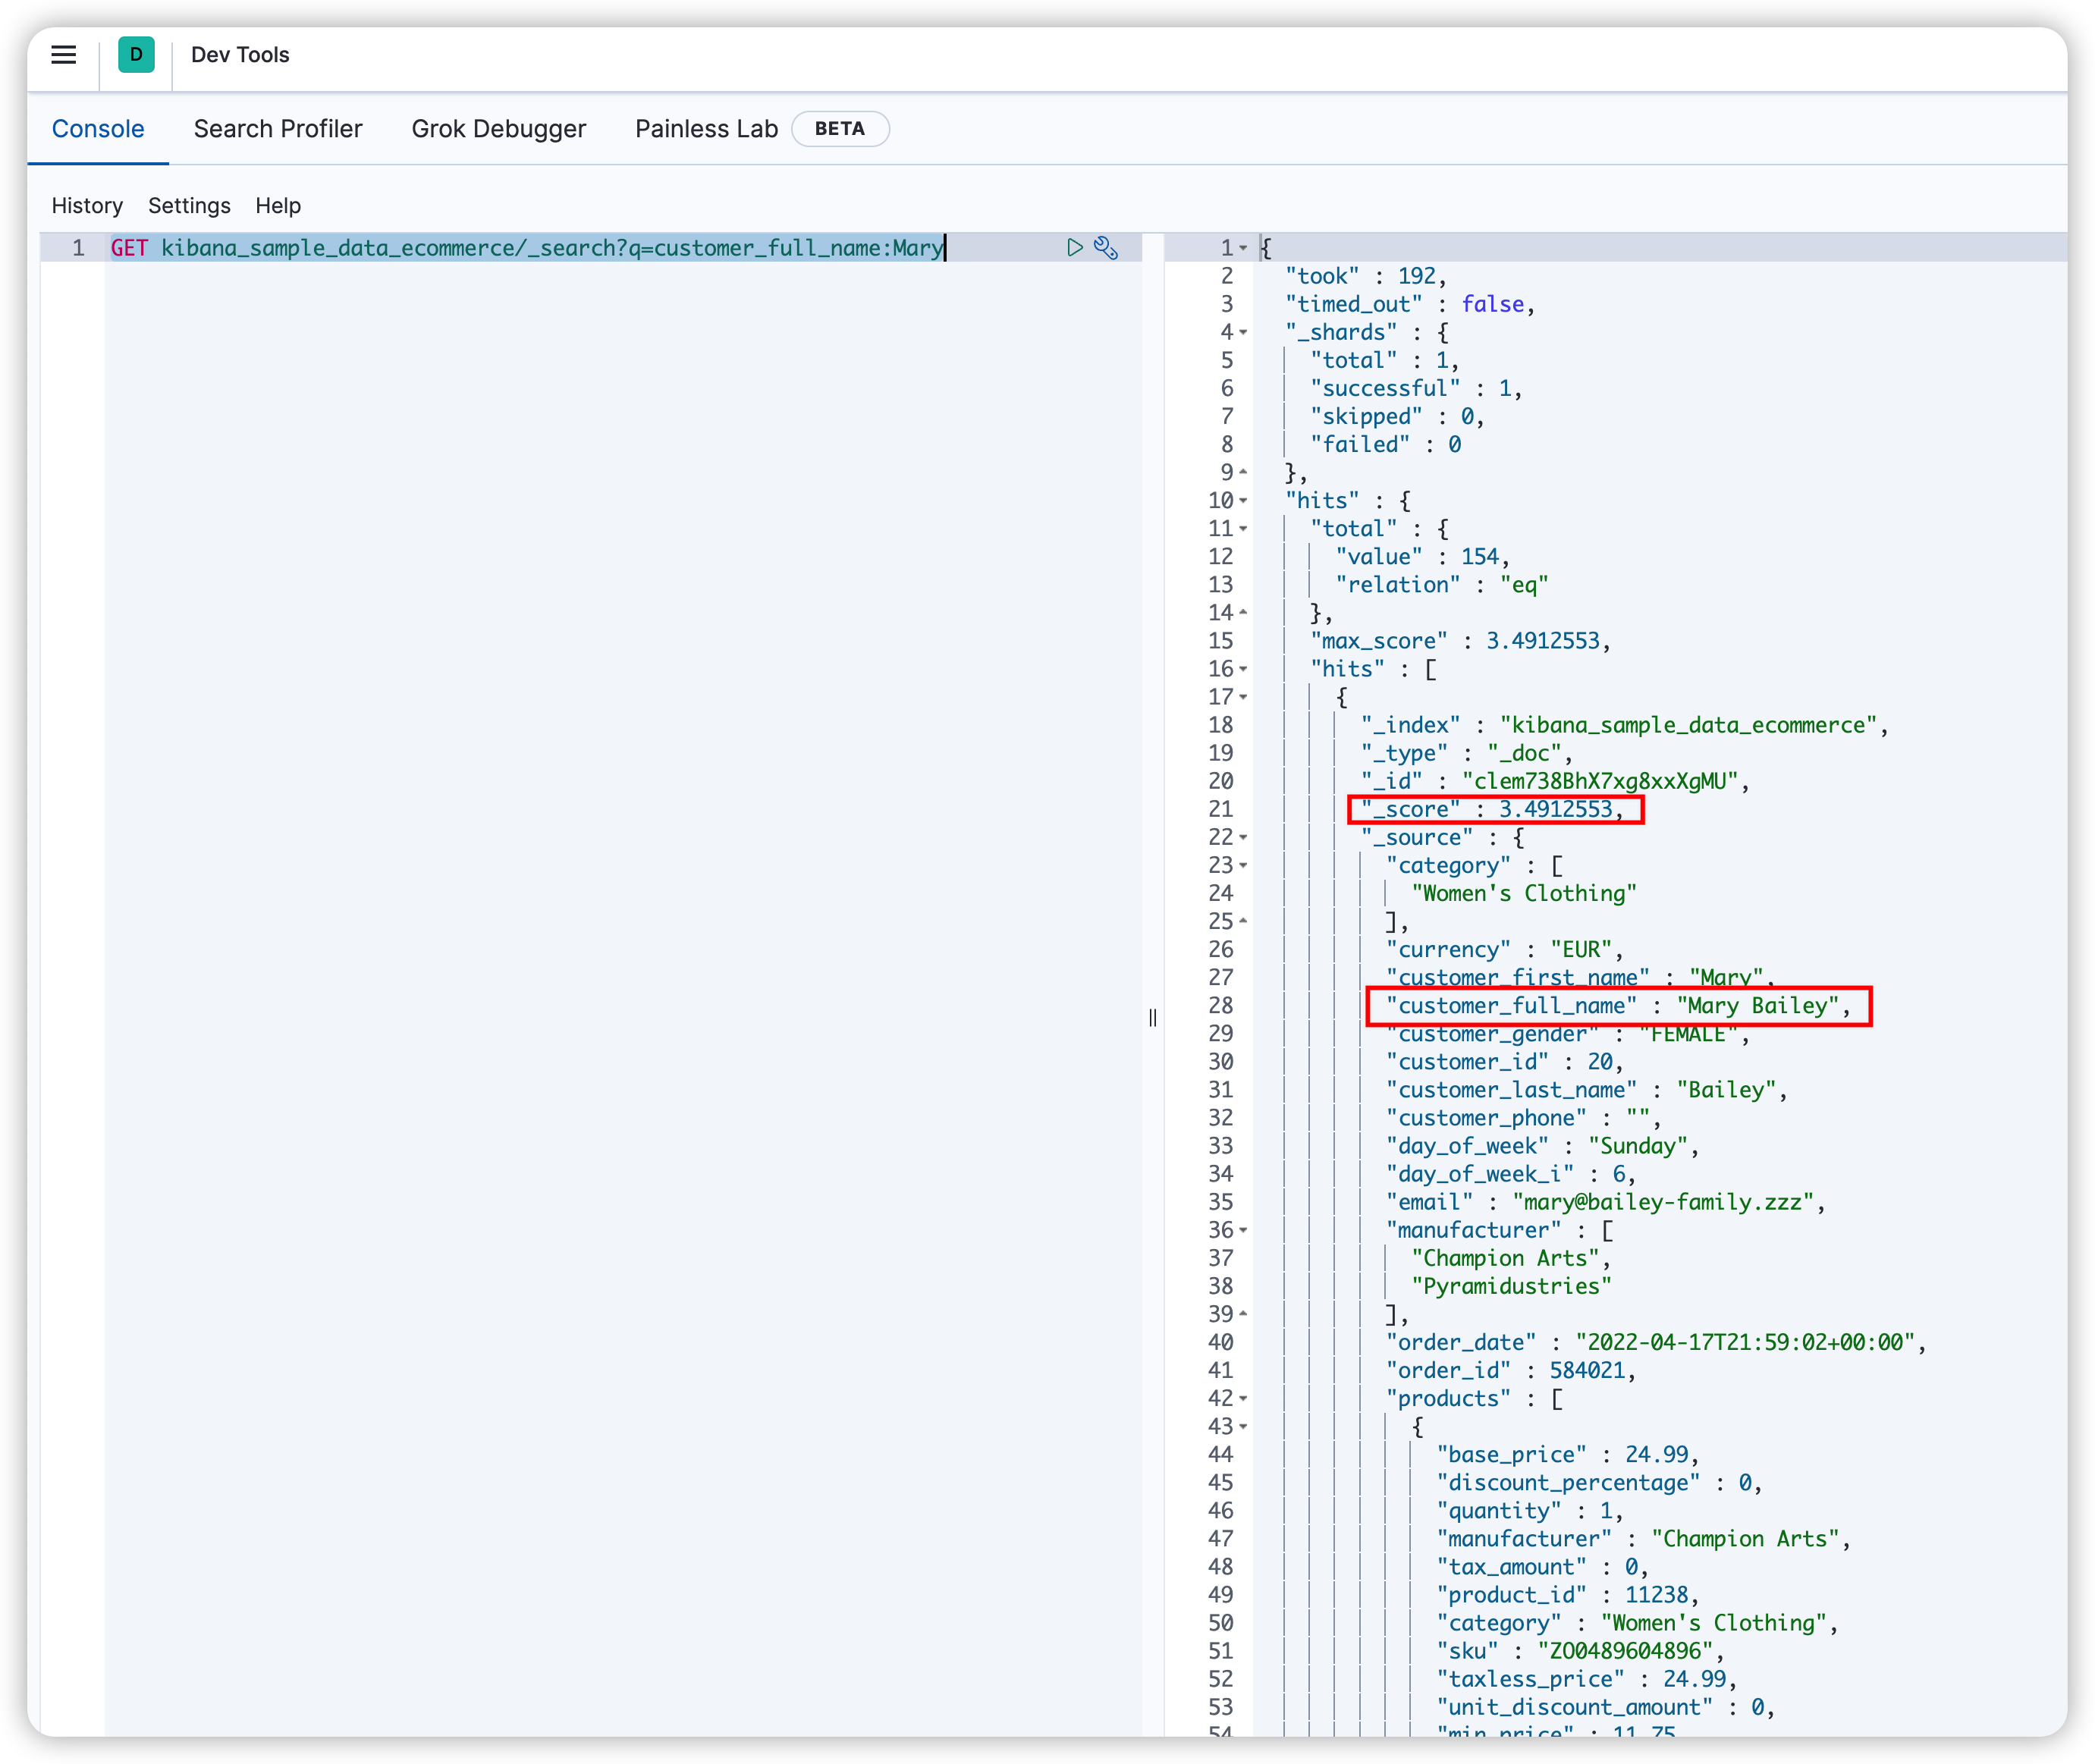 D Dev Tools
Console Search Profiler Grok Debugger Painless Lab BETA
History Settings Help
1 GET kibana_sample_data_ecommerce/_search?q=customer_full_name:Mary
1 {
2 "took" : 192,
3 "timed_out" : false,
4 "_shards" : {
5 "total" : 1,
6 "successful" : 1,
7 "skipped" : 0,
8 "failed" : 0
9 },
10 "hits" : {
11 "total" : {
12 "value" : 154,
13 "relation" : "eq"
14 },
15 "max_score" : 3.4912553,
16 "hits" : [
17 {
18 "_index" : "kibana_sample_data_ecommerce",
19 "_type" : "_doc",
20 "_id" : "clem738BhX7xg8xxXgMU",
21 "_score" : 3.4912553,
22 "_source" : {
23 "category" : [
24 "Women's Clothing"
25 ],
26 "currency" : "EUR",
27 "customer_first_name" : "Mary",
28 "customer_full_name" : "Mary Bailey",
29 "customer_gender" : "FEMALE",
30 "customer_id" : 20,
31 "customer_last_name" : "Bailey",
32 "customer_phone" : "",
33 "day_of_week" : "Sunday",
34 "day_of_week_i" : 6,
35 "email" : "mary@bailey-family.zzz",
36 "manufacturer" : [
37 "Champion Arts",
38 "Pyramidustries"
39 ],
40 "order_date" : "2022-04-17T21:59:02+00:00",
41 "order_id" : 584021,
42 "products" : [
43 {
44 "base_price" : 24.99,
45 "discount_percentage" : 0,
46 "quantity" : 1,
47 "manufacturer" : "Champion Arts",
48 "tax_amount" : 0,
49 "product_id" : 11238,
50 "category" : "Women's Clothing",
51 "sku" : "ZO0489604896",
52 "taxless_price" : 24.99,
53 "unit_discount_amount" : 0,
54 "min_price" : 11.75